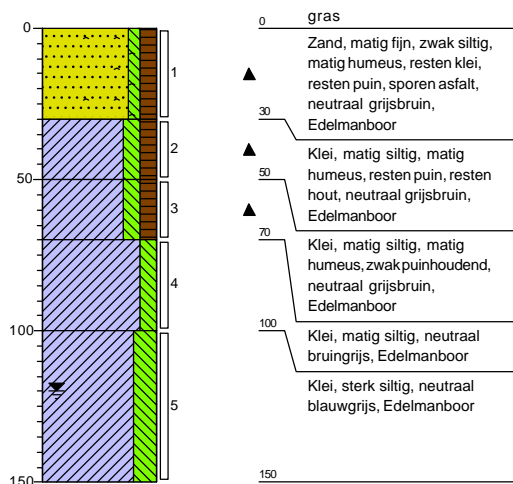 0
50
100
150
1
2
3
4
5
0
gras
Zand, matig fijn, zwak siltig,
matig humeus, resten klei,
resten puin, sporen asfalt,
neutraal grijsbruin,
Edelmanboor
30
Klei, matig siltig, matig
humeus, resten puin, resten
hout, neutraal grijsbruin,
Edelmanboor
50
Klei, matig siltig, matig
humeus, zwak puinhoudend,
neutraal grijsbruin,
Edelmanboor
70
Klei, matig siltig, neutraal
bruingrijs, Edelmanboor
100
Klei, sterk siltig, neutraal
blauwgrijs, Edelmanboor
150